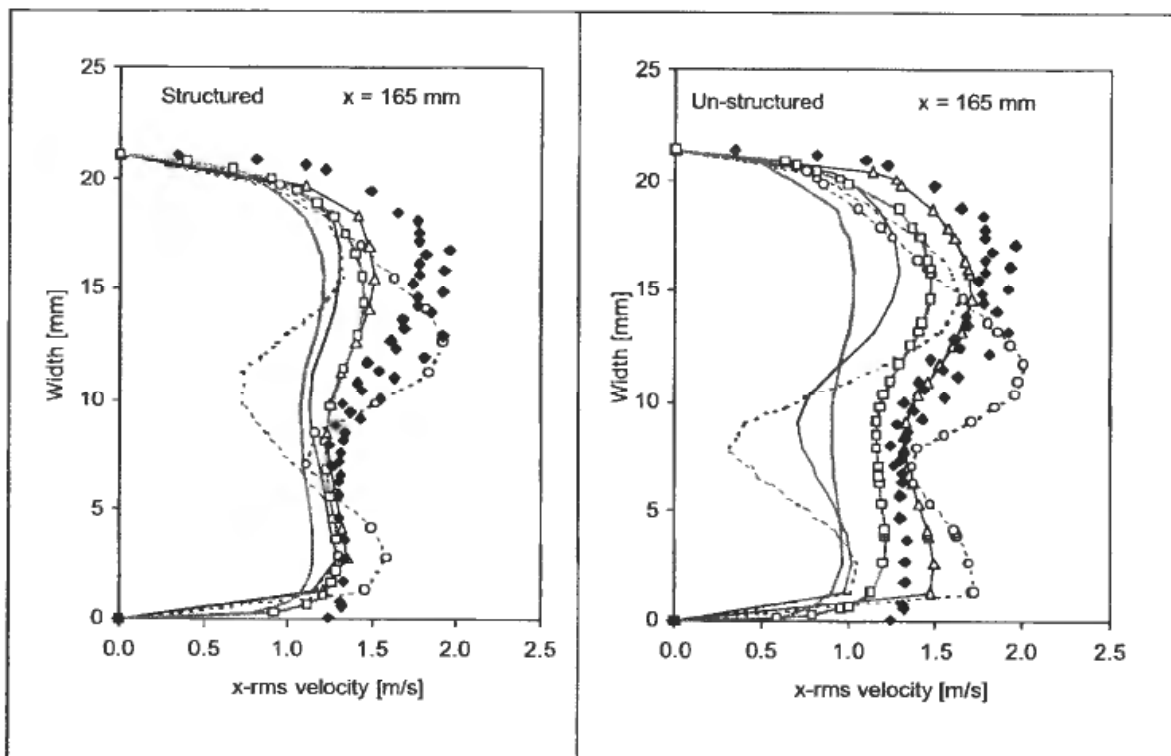 25
Structured x = 165 mm
20
15
Width [mm]
10
5
0
0.0 0.5 1.0 1.5 2.0 2.5
x-rms velocity [m/s]
25
Un-structured x = 165 mm
20
15
Width [mm]
10
5
0
0.0 0.5 1.0 1.5 2.0 2.5
x-rms velocity [m/s]